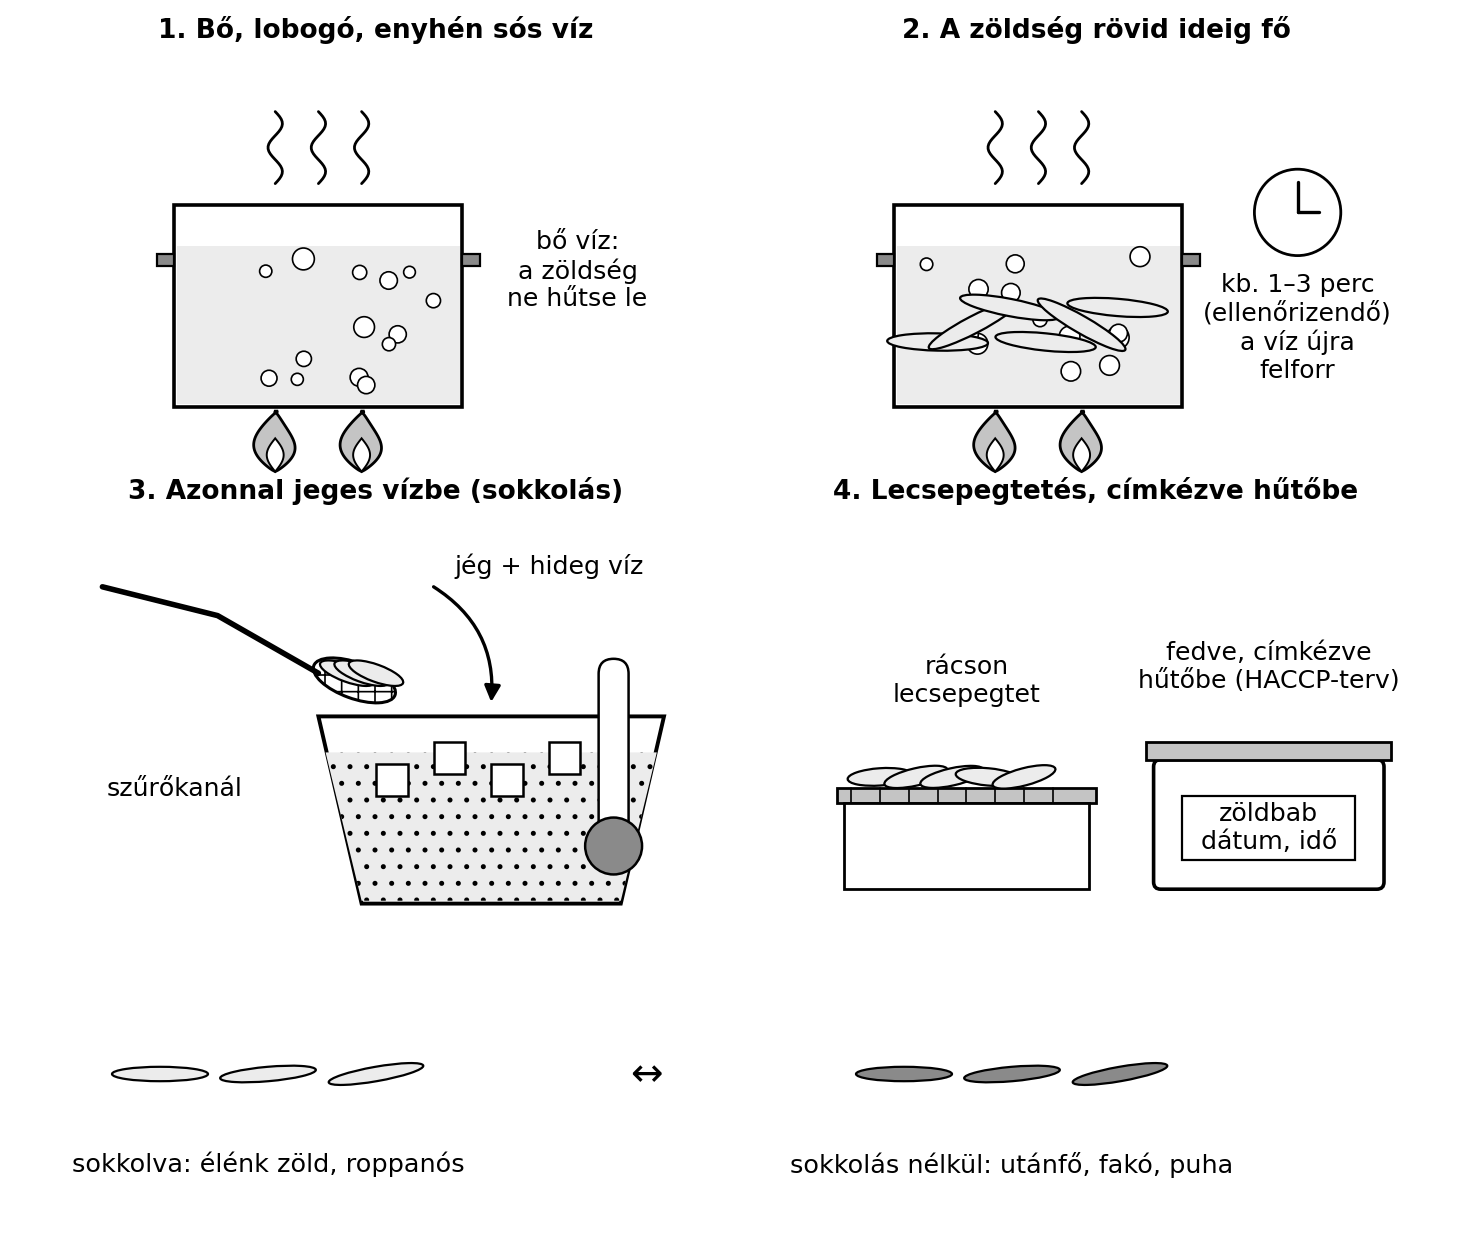 1. Bő, lobogó, enyhén sós víz
bő víz:
a zöldség
ne hűtse le
2. A zöldség rövid ideig fő
kb. 1–3 perc
(ellenőrizendő)
a víz újra
felforr
3. Azonnal jeges vízbe (sokkolás)
jég + hideg víz
szűrőkanál
4. Lecsepegtetés, címkézve hűtőbe
rácson
lecsepegtet
fedve, címkézve
hűtőbe (HACCP-terv)
zöldbab
dátum, idő
↔
sokkolva: élénk zöld, roppanós
sokkolás nélkül: utánfő, fakó, puha